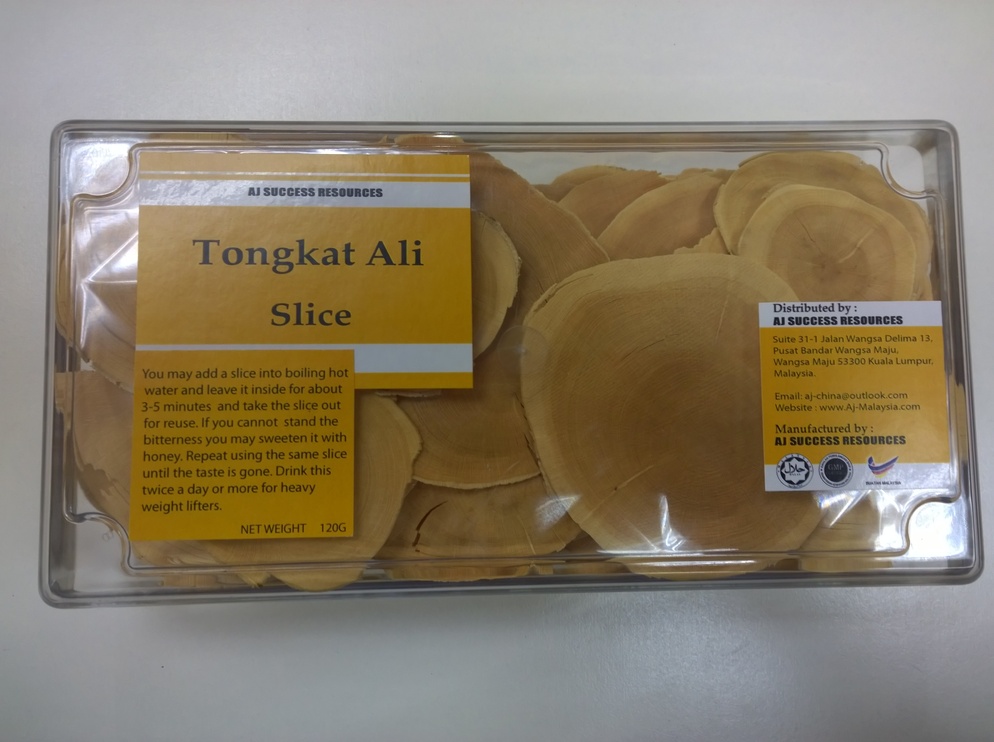 AJ SUCCESS RESOURCES
Tongkat Ali
Slice
You may add a slice into boiling hot
water and leave it inside for about
3-5 minutes and take the slice out
for reuse. If you cannot stand the
bitterness you may sweeten it with
honey. Repeat using the same slice
until the taste is gone. Drink this
twice a day or more for heavy
weight lifters.
NET WEIGHT 120G
Distributed by :
AJ SUCCESS RESOURCES
Suite 31-1 Jalan Wangsa Delima 13,
Pusat Bandar Wangsa Maju,
Wangsa Maju 53300 Kuala Lumpur,
Malaysia.
Email: aj-china@outlook.com
Website : www.Aj-Malaysia.com
Manufactured by :
AJ SUCCESS RESOURCES
حلال
GMP